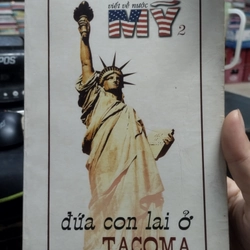 viết về nước
MỸ 2
đứa con lai ở
TACOMA